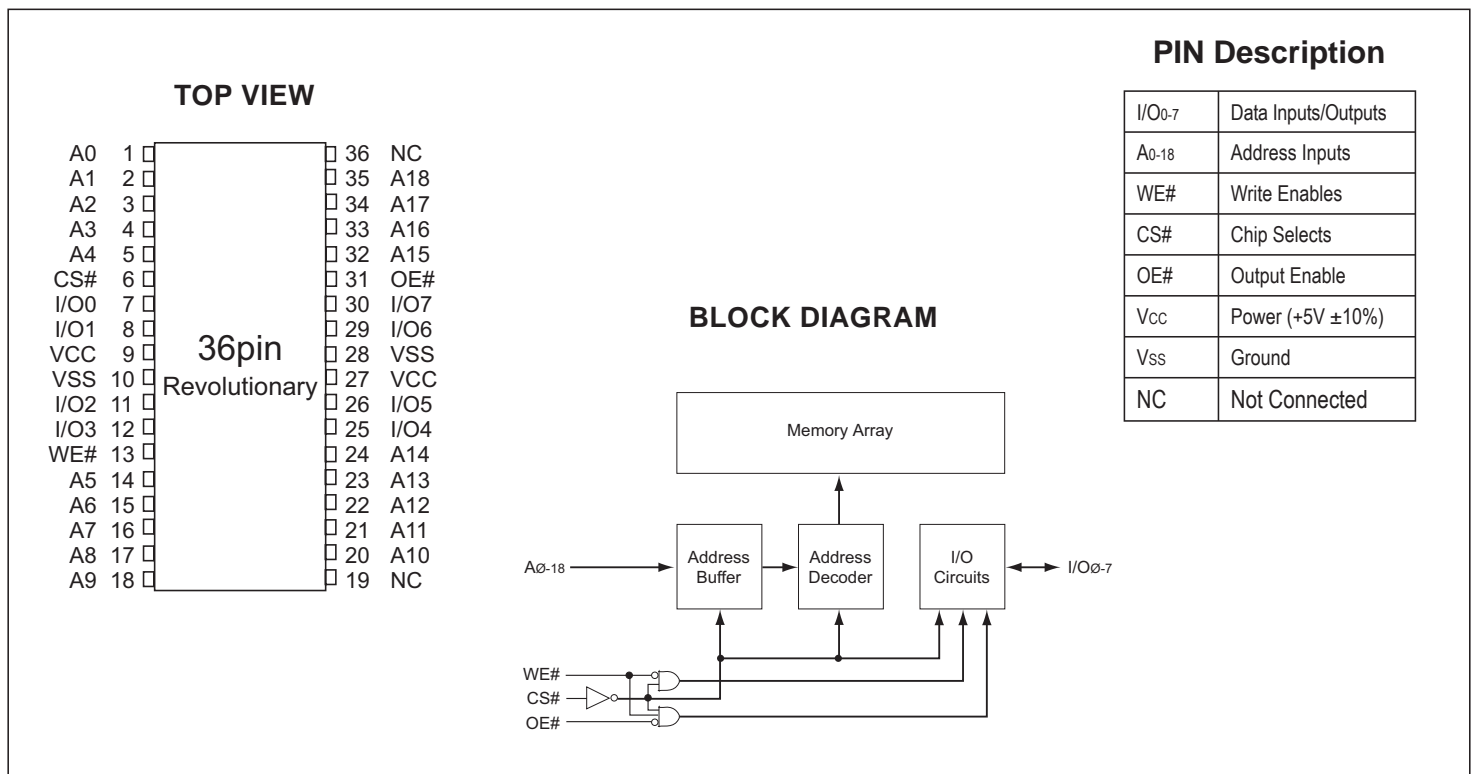 TOP VIEW
A0 1 36 NC
A1 2 35 A18
A2 3 34 A17
A3 4 33 A16
A4 5 32 A15
CS# 6 31 OE#
I/O0 7 30 I/O7
I/O1 8 29 I/O6
VCC 9 28 VSS
VSS 10 27 VCC
I/O2 11 26 I/O5
I/O3 12 25 I/O4
WE# 13 24 A14
A5 14 23 A13
A6 15 22 A12
A7 16 21 A11
A8 17 20 A10
A9 18 19 NC
36pin
Revolutionary
PIN Description
I/O0-7 Data Inputs/Outputs
A0-18 Address Inputs
WE# Write Enables
CS# Chip Selects
OE# Output Enable
VCC Power (+5V ±10%)
VSS Ground
NC Not Connected
BLOCK DIAGRAM
Memory Array
AØ-18
Address
Buffer
Address
Decoder
I/O
Circuits
I/OØ-7
WE#
CS#
OE#